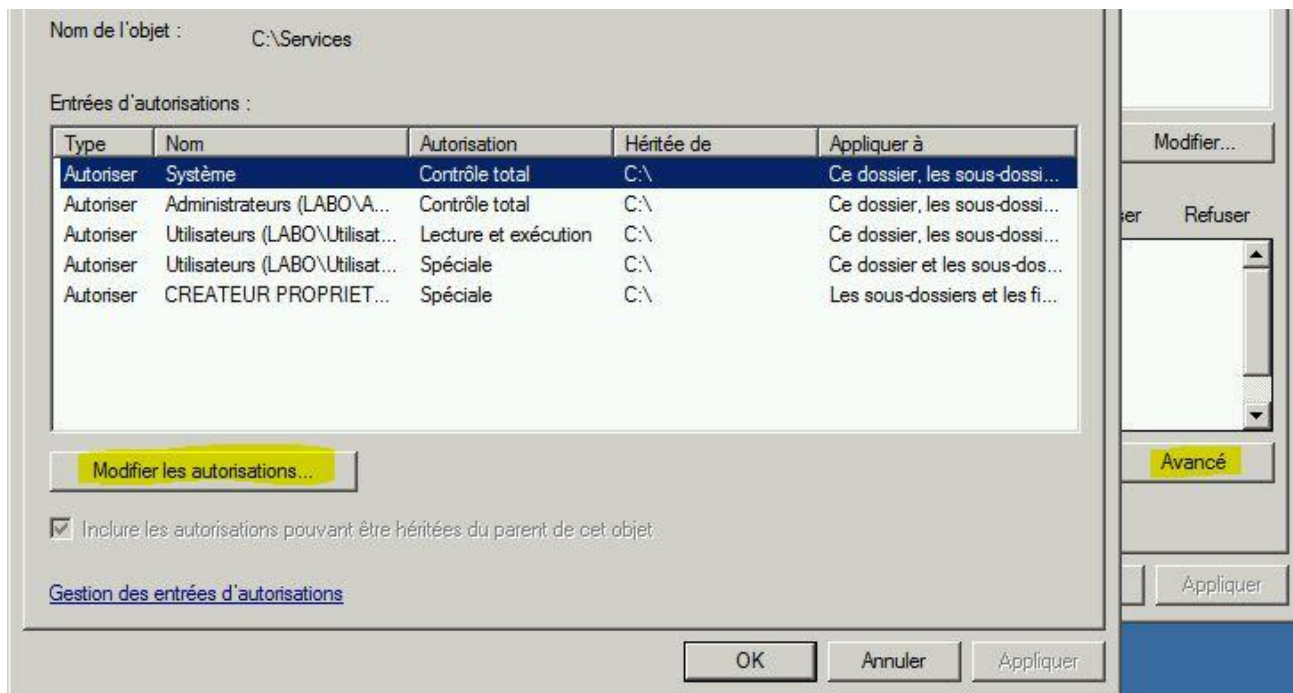 Nom de l'objet : C:\Services
Entrées d'autorisations :
Type Nom Autorisation Héritée de Appliquer à
Autoriser Système Contrôle total C:\ Ce dossier, les sous-dossi...
Autoriser Administrateurs (LABO\A... Contrôle total C:\ Ce dossier, les sous-dossi...
Autoriser Utilisateurs (LABO\Utilisat... Lecture et exécution C:\ Ce dossier, les sous-dossi...
Autoriser Utilisateurs (LABO\Utilisat... Spéciale C:\ Ce dossier et les sous-dos...
Autoriser CREATEUR PROPRIET... Spéciale C:\ Les sous-dossiers et les fi...
Modifier les autorisations...
Inclure les autorisations pouvant être héritées du parent de cet objet
Gestion des entrées d'autorisations
OK Annuler Appliquer
Modifier...
ser Refuser
Avancé
Appliquer